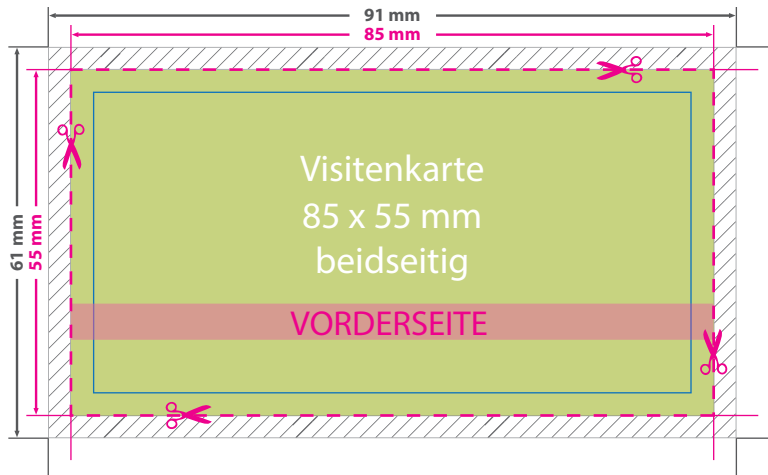 91 mm
85 mm
61 mm
55 mm
Visitenkarte
85 x 55 mm
beidseitig
VORDERSEITE